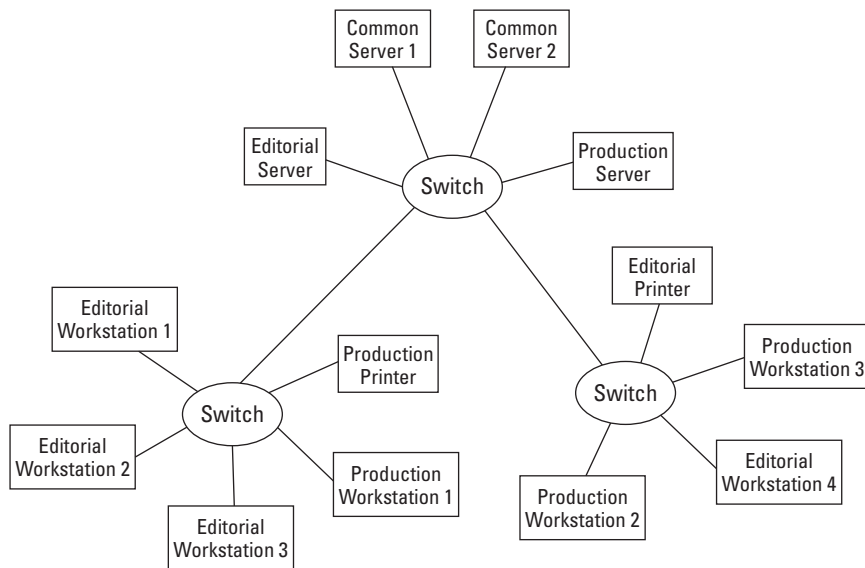 Common
Server 1
Common
Server 2
Editorial
Server
Production
Server
Switch
Editorial
Printer
Editorial
Workstation 1
Production
Printer
Production
Workstation 3
Switch
Switch
Editorial
Workstation 2
Production
Workstation 1
Editorial
Workstation 4
Editorial
Workstation 3
Production
Workstation 2